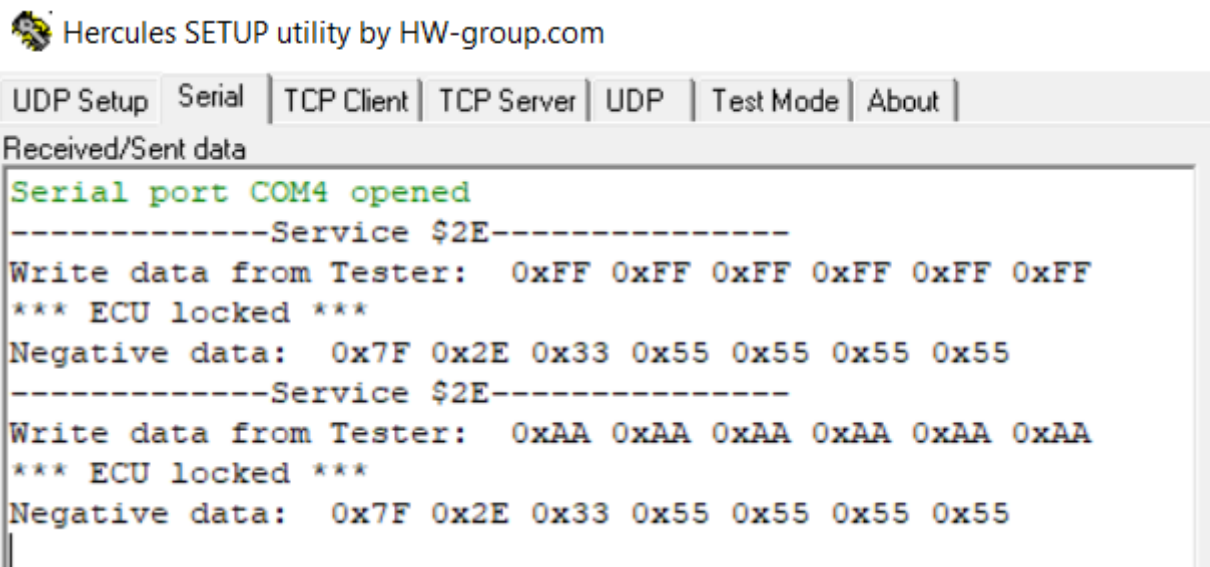 Hercules SETUP utility by HW-group.com
UDP Setup Serial TCP Client TCP Server UDP Test Mode About
Received/Sent data
Serial port COM4 opened
-------------Service $2E---------------
Write data from Tester:  0xFF 0xFF 0xFF 0xFF 0xFF 0xFF
*** ECU locked ***
Negative data:  0x7F 0x2E 0x33 0x55 0x55 0x55 0x55
-------------Service $2E---------------
Write data from Tester:  0xAA 0xAA 0xAA 0xAA 0xAA 0xAA
*** ECU locked ***
Negative data:  0x7F 0x2E 0x33 0x55 0x55 0x55 0x55